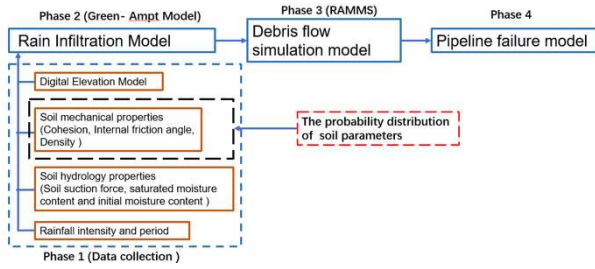 Phase 2 (Green- Ampt Model)
Phase 3 (RAMMS)
Phase 4
Rain Infiltration Model
Debris flow
simulation model
Pipeline failure model
Digital Elevation Model
Soil mechanical properties
(Cohesion, Internal friction angle,
Density )
The probability distribution
of soil parameters
Soil hydrology properties
(Soil suction force, saturated moisture
content and initial moisture content )
Rainfall intensity and period
Phase 1 (Data collection )